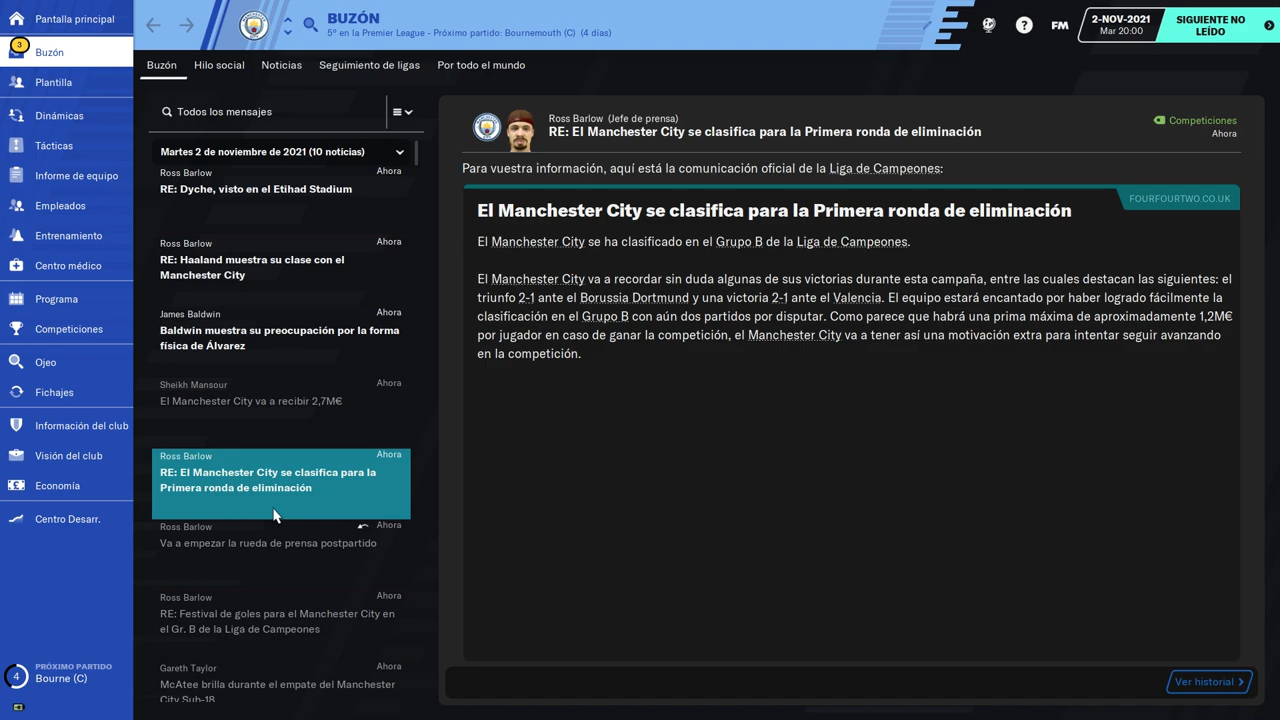 Pantalla principal
3
Buzón
Plantilla
Dinámicas
Tácticas
Informe de equipo
Empleados
Entrenamiento
Centro médico
Programa
Competiciones
Ojeo
Fichajes
Información del club
Visión del club
Economía
Centro Desarr.
4
PRÓXIMO PARTIDO
Bourne (C)
BUZÓN
5º en la Premier League - Próximo partido: Bournemouth (C) (4 días)
?
FM
2-NOV-2021
Mar 20:00
SIGUIENTE NO
LEÍDO
Buzón
Hilo social
Noticias
Seguimiento de ligas
Por todo el mundo
Todos los mensajes
Martes 2 de noviembre de 2021 (10 noticias)
Ross Barlow Ahora
RE: Dyche, visto en el Etihad Stadium
Ross Barlow Ahora
RE: Haaland muestra su clase con el
Manchester City
James Baldwin Ahora
Baldwin muestra su preocupación por la forma
física de Álvarez
Sheikh Mansour Ahora
El Manchester City va a recibir 2,7M€
Ross Barlow Ahora
RE: El Manchester City se clasifica para la
Primera ronda de eliminación
Ross Barlow Ahora
Va a empezar la rueda de prensa postpartido
Ross Barlow Ahora
RE: Festival de goles para el Manchester City en
el Gr. B de la Liga de Campeones
Gareth Taylor Ahora
McAtee brilla durante el empate del Manchester
City Sub-18
Ross Barlow (Jefe de prensa)
RE: El Manchester City se clasifica para la Primera ronda de eliminación
Competiciones
Ahora
Para vuestra información, aquí está la comunicación oficial de la Liga de Campeones:
FOURFOURTWO.CO.UK
El Manchester City se clasifica para la Primera ronda de eliminación
El Manchester City se ha clasificado en el Grupo B de la Liga de Campeones.
El Manchester City va a recordar sin duda algunas de sus victorias durante esta campaña, entre las cuales destacan las siguientes: el
triunfo 2-1 ante el Borussia Dortmund y una victoria 2-1 ante el Valencia. El equipo estará encantado por haber logrado fácilmente la
clasificación en el Grupo B con aún dos partidos por disputar. Como parece que habrá una prima máxima de aproximadamente 1,2M€
por jugador en caso de ganar la competición, el Manchester City va a tener así una motivación extra para intentar seguir avanzando
en la competición.
Ver historial